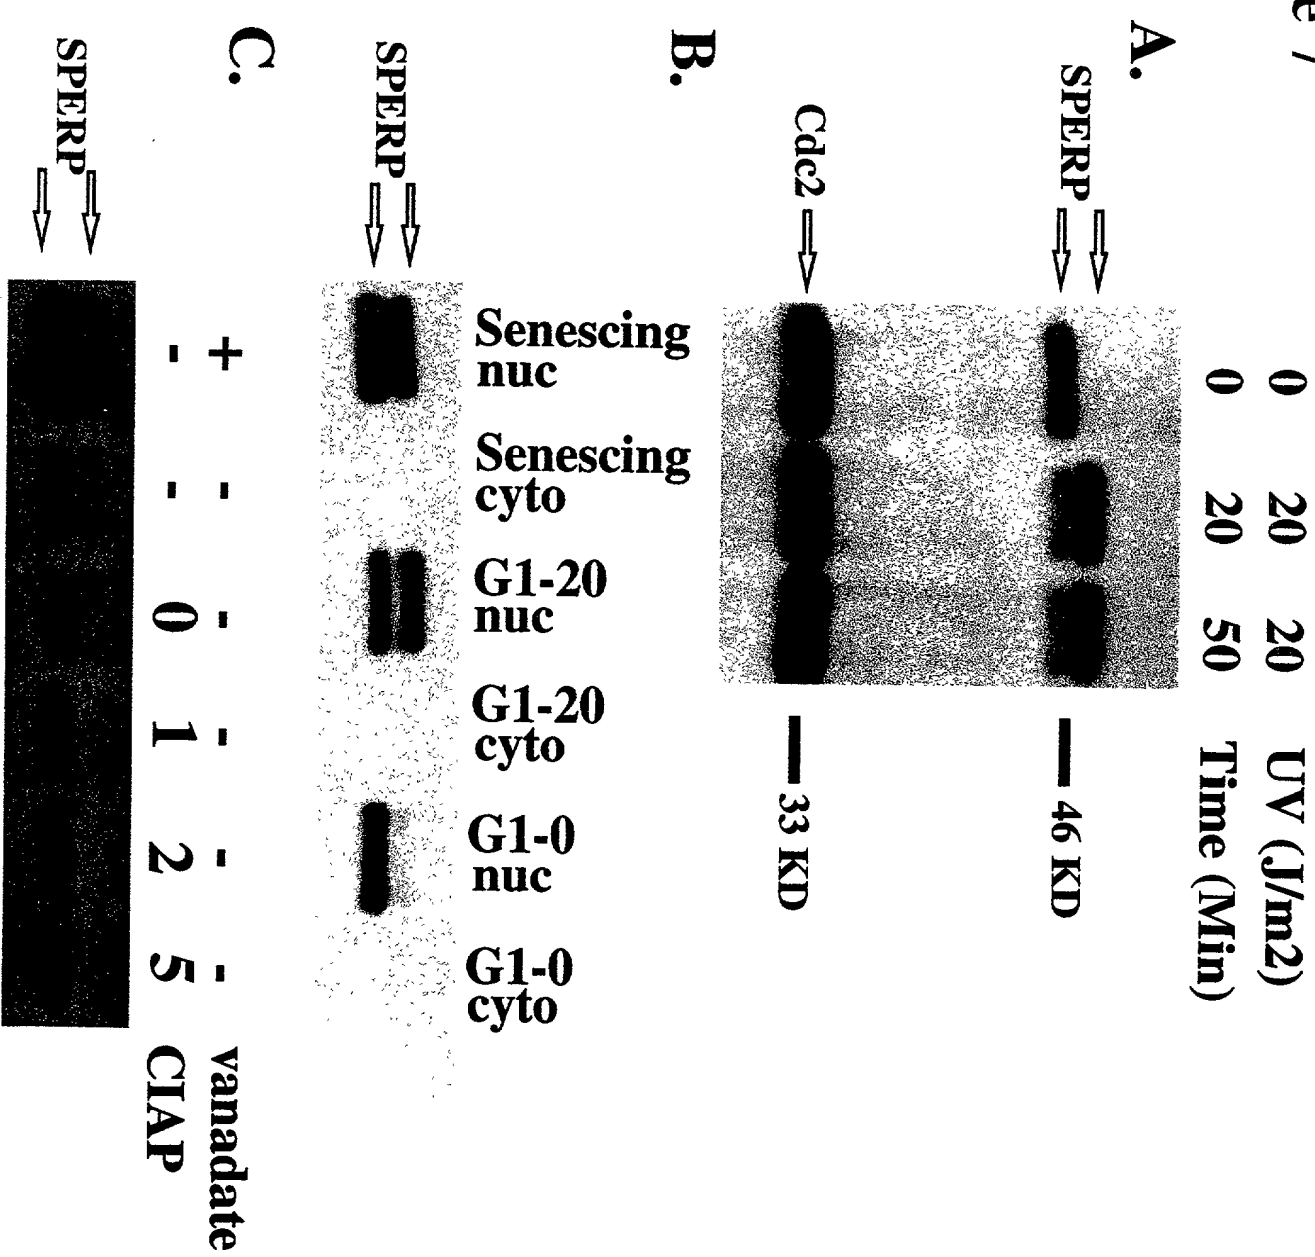 e 7
0 20 20 UV (J/m2)
0 20 50 Time (Min)
A.
SPERP
46 KD
Cdc2
33 KD
B.
Senescing
nuc
Senescing
cyto
G1-20
nuc
G1-20
cyto
G1-0
nuc
G1-0
cyto
SPERP
C.
+ - - - - - vanadate
- - 0 1 2 5 CIAP
SPERP